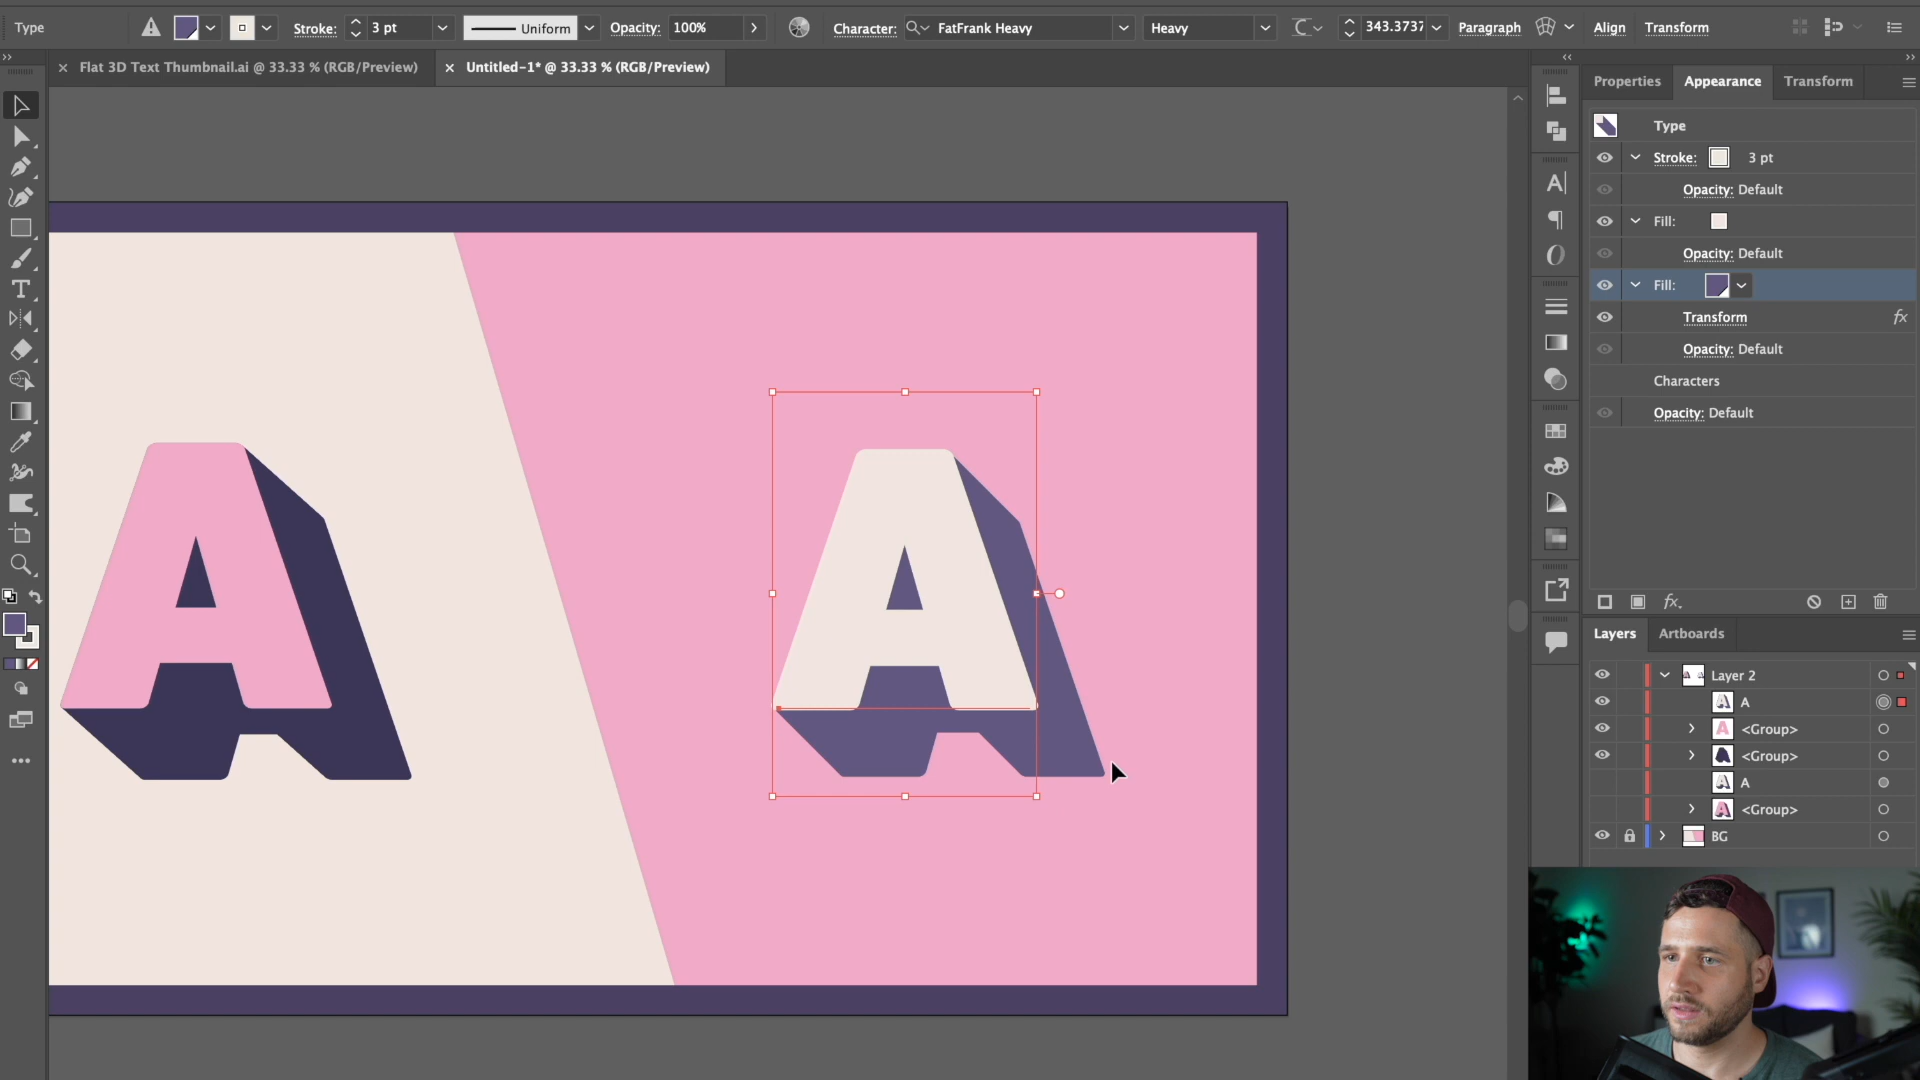 Type
Stroke:
3 pt
Uniform
Opacity:
100%
Character:
FatFrank Heavy
Heavy
343.3737
Paragraph
Align
Transform
Flat 3D Text Thumbnail.ai @ 33.33 % (RGB/Preview)
Untitled-1* @ 33.33 % (RGB/Preview)
A
A
Properties
Appearance
Transform
Type
Stroke:
3 pt
Opacity: Default
Fill:
Opacity: Default
Fill:
Transform
fx
Opacity: Default
Characters
Opacity: Default
fx
Layers
Artboards
Layer 2
A
<Group>
<Group>
A
<Group>
BG